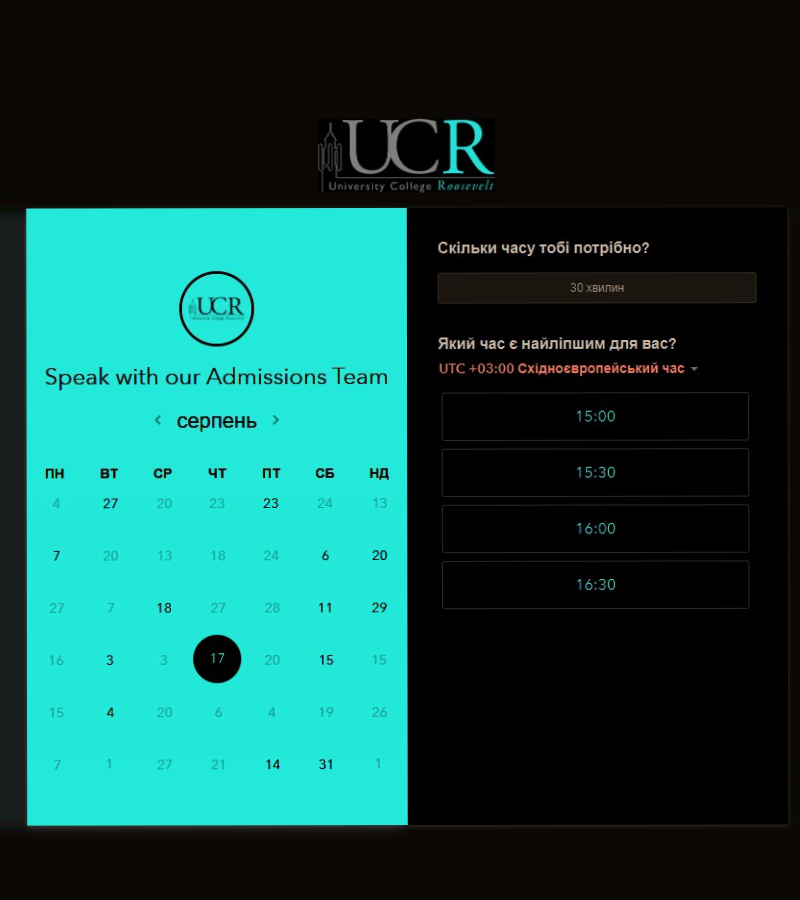 UCR
University College Roosevelt
UCR
Speak with our Admissions Team
серпень
ПН ВТ СР ЧТ ПТ СБ НД
4 27 20 23 23 24 13
7 20 13 18 24 6 20
27 7 18 27 28 11 29
16 3 3 17 20 15 15
15 4 20 6 4 19 26
7 1 27 21 14 31 1
Скільки часу тобі потрібно?
30 хвилин
Який час є найліпшим для вас?
UTC +03:00 Східноєвропейський час
15:00
15:30
16:00
16:30